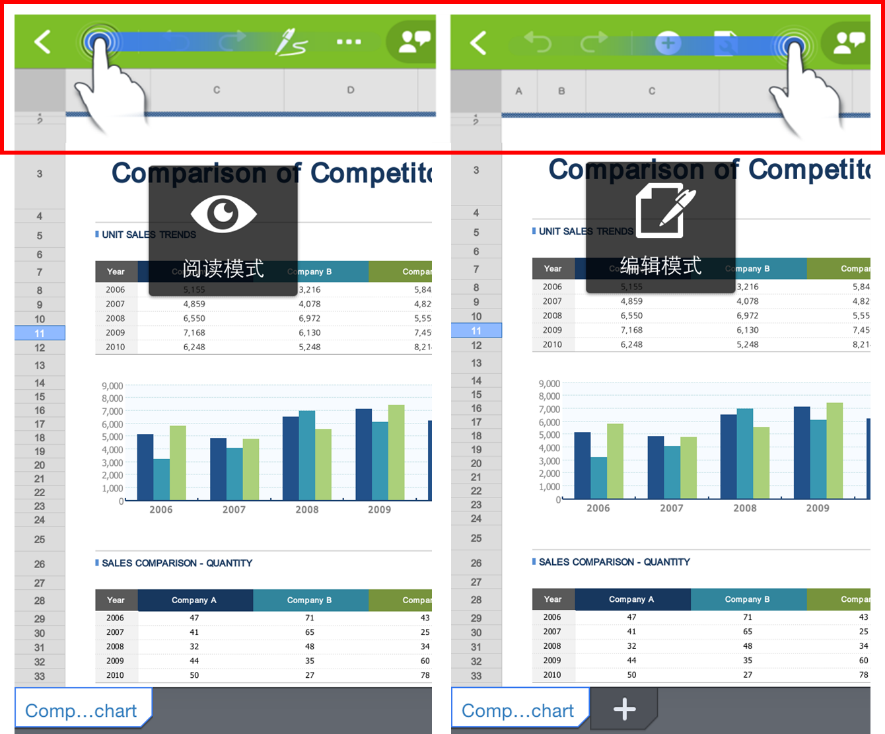 C D
A B C
2
3 Comparison of Competito
4
5 UNIT SALES TRENDS
6
阅读模式
7 Year Company B Compa
8 2006 5,155 3,216 5,84
9 2007 4,859 4,078 4,82
10 2008 6,550 6,972 5,55
11 2009 7,168 6,130 7,45
12 2010 6,248 5,248 8,21
13
14 9,000
15 8,000
16 7,000
17 6,000
18 5,000
19 4,000
20 3,000
21 2,000
22 1,000
23 0
24 2006 2007 2008 2009
25
26 SALES COMPARISON - QUANTITY
27
28 Year Company A Company B Compa
29 2006 47 71 43
30 2007 41 65 25
31 2008 32 48 34
32 2009 44 35 60
33 2010 50 27 78
Comp...chart
2
3 Comparison of Competito
4
5 UNIT SALES TRENDS
6
编辑模式
7 Year Company B Compa
8 2006 5,155 3,216 5,84
9 2007 4,859 4,078 4,82
10 2008 6,550 6,972 5,55
11 2009 7,168 6,130 7,45
12 2010 6,248 5,248 8,21
13
14 9,000
15 8,000
16 7,000
17 6,000
18 5,000
19 4,000
20 3,000
21 2,000
22 1,000
23 0
24 2006 2007 2008 2009
25
26 SALES COMPARISON - QUANTITY
27
28 Year Company A Company B Compa
29 2006 47 71 43
30 2007 41 65 25
31 2008 32 48 34
32 2009 44 35 60
33 2010 50 27 78
Comp...chart +